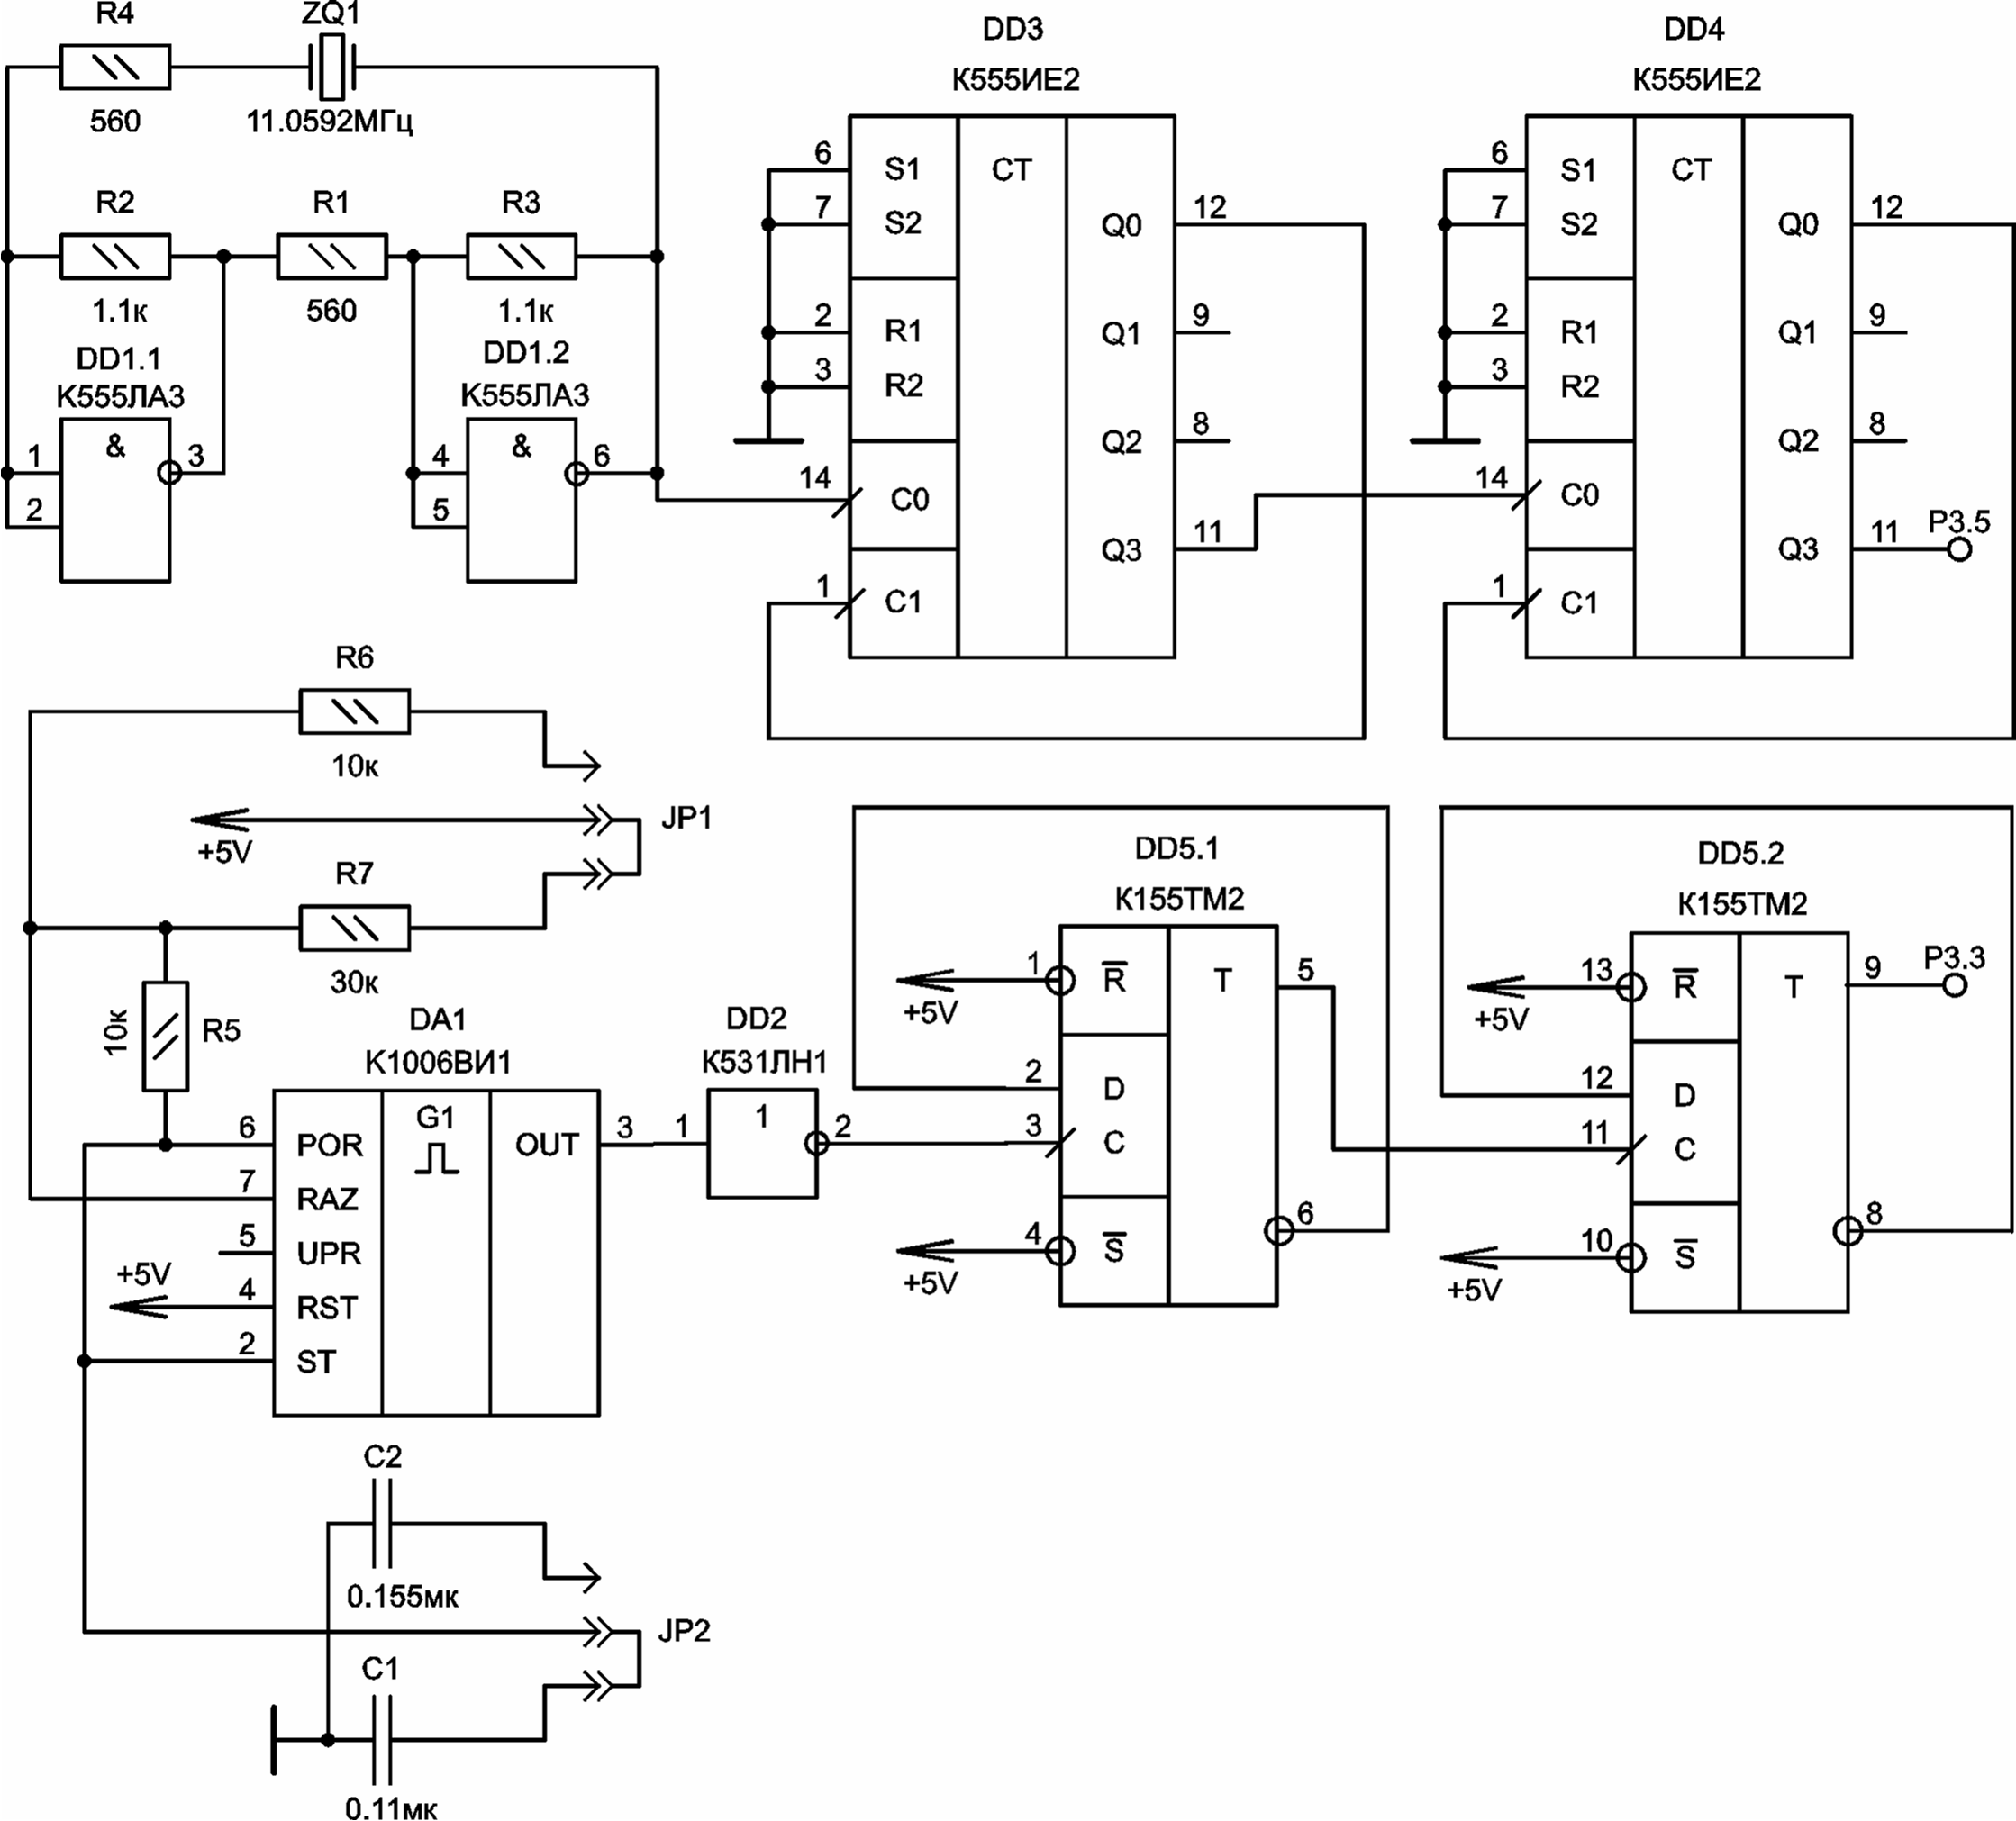 R4
ZQ1
560
11.0592МГц
R2
R1
R3
1.1к
560
1.1к
DD1.1
К555ЛА3
DD1.2
К555ЛА3
&
1
2
3
&
4
5
6
DD3
К555ИЕ2
6
S1
CT
7
S2
Q0
12
2
R1
Q1
9
3
R2
Q2
8
14
C0
Q3
11
1
C1
DD4
К555ИЕ2
6
S1
CT
7
S2
Q0
12
2
R1
Q1
9
3
R2
Q2
8
14
C0
Q3
11
P3.5
1
C1
R6
10к
JP1
+5V
R7
30к
10к
R5
DA1
К1006ВИ1
6
POR
G1
OUT
3
7
RAZ
5
UPR
+5V
4
RST
2
ST
DD2
К531ЛН1
1
1
2
DD5.1
К155ТМ2
1
R
T
5
+5V
2
D
3
C
4
S
6
+5V
DD5.2
К155ТМ2
13
R
T
9
P3.3
+5V
12
D
11
C
10
S
8
+5V
C2
0.155мк
JP2
C1
0.11мк